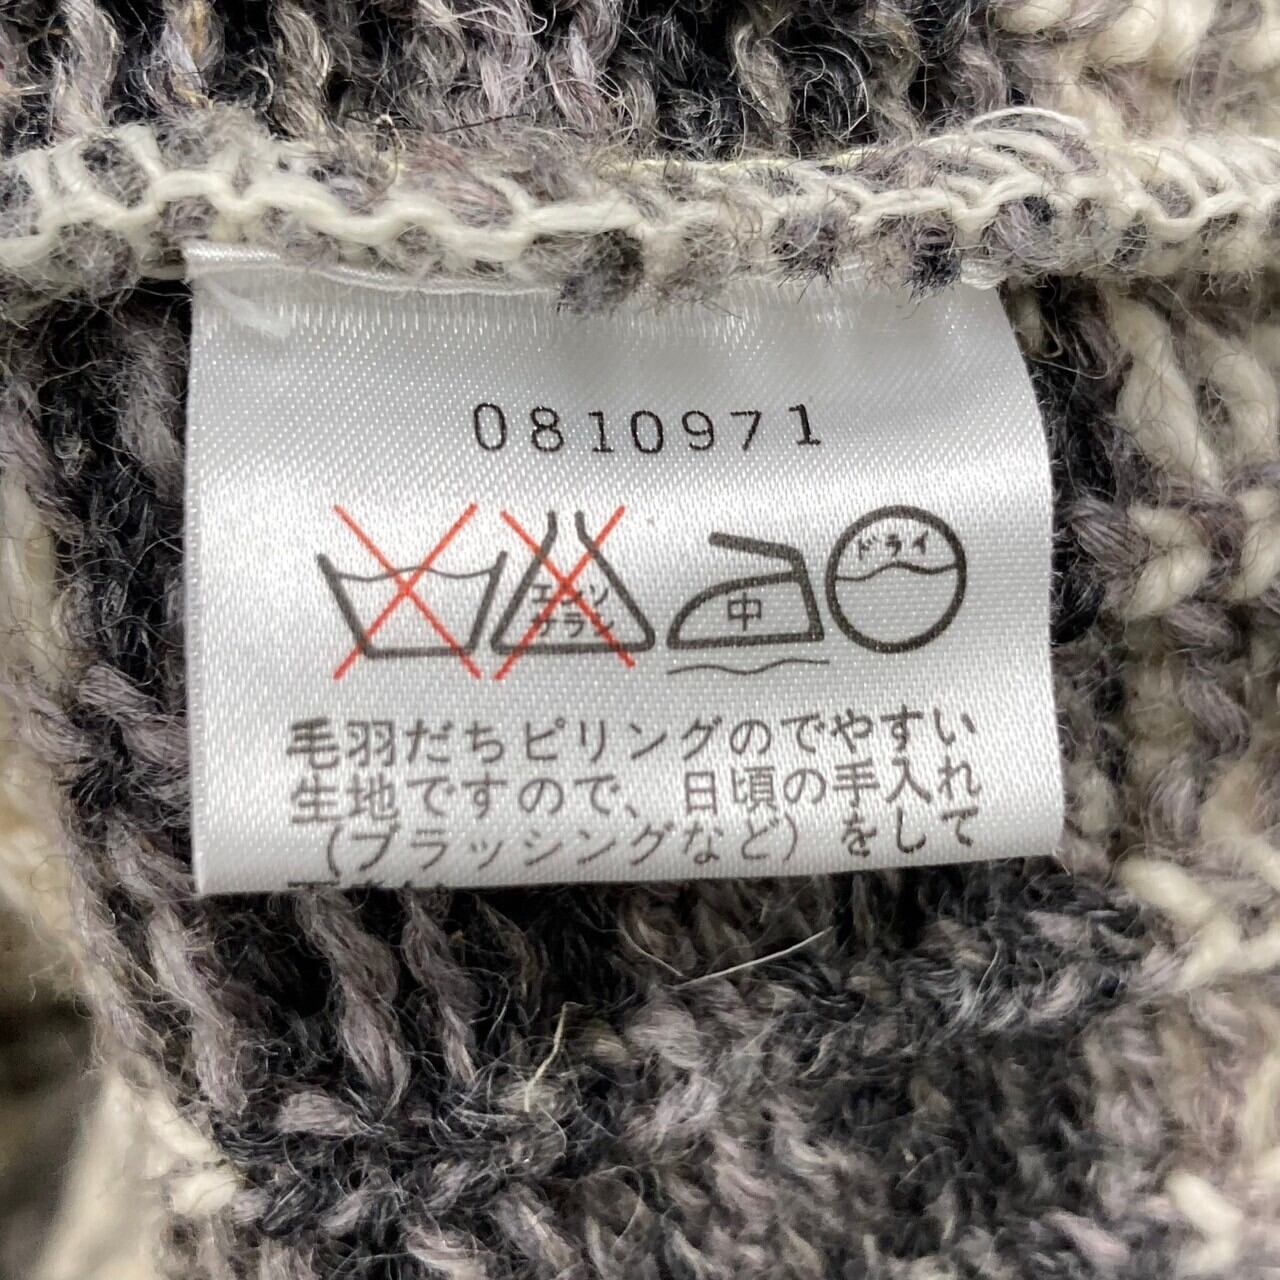 0810971
エンソ
サラシ
中
ドライ
毛羽だちピリングのでやすい
生地ですので、日頃の手入れ
(ブラッシングなど)をして